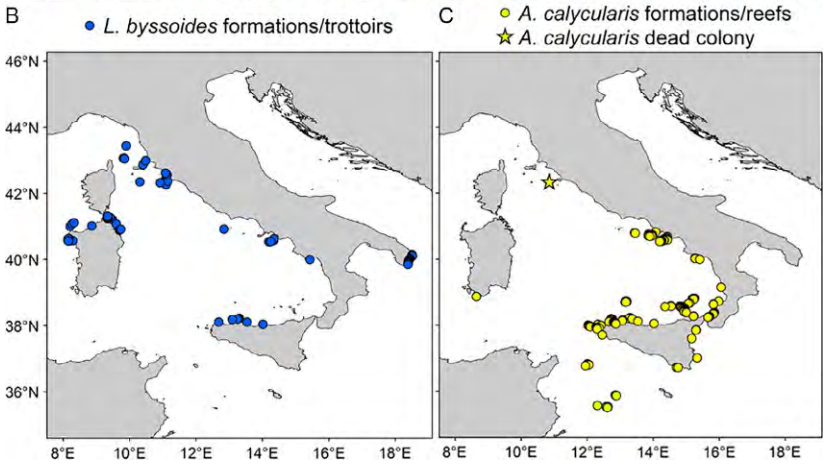 B
L. byssoides formations/trottoirs
C
A. calycularis formations/reefs
A. calycularis dead colony
46°N
44°N
42°N
40°N
38°N
36°N
8°E 10°E 12°E 14°E 16°E 18°E
8°E 10°E 12°E 14°E 16°E 18°E